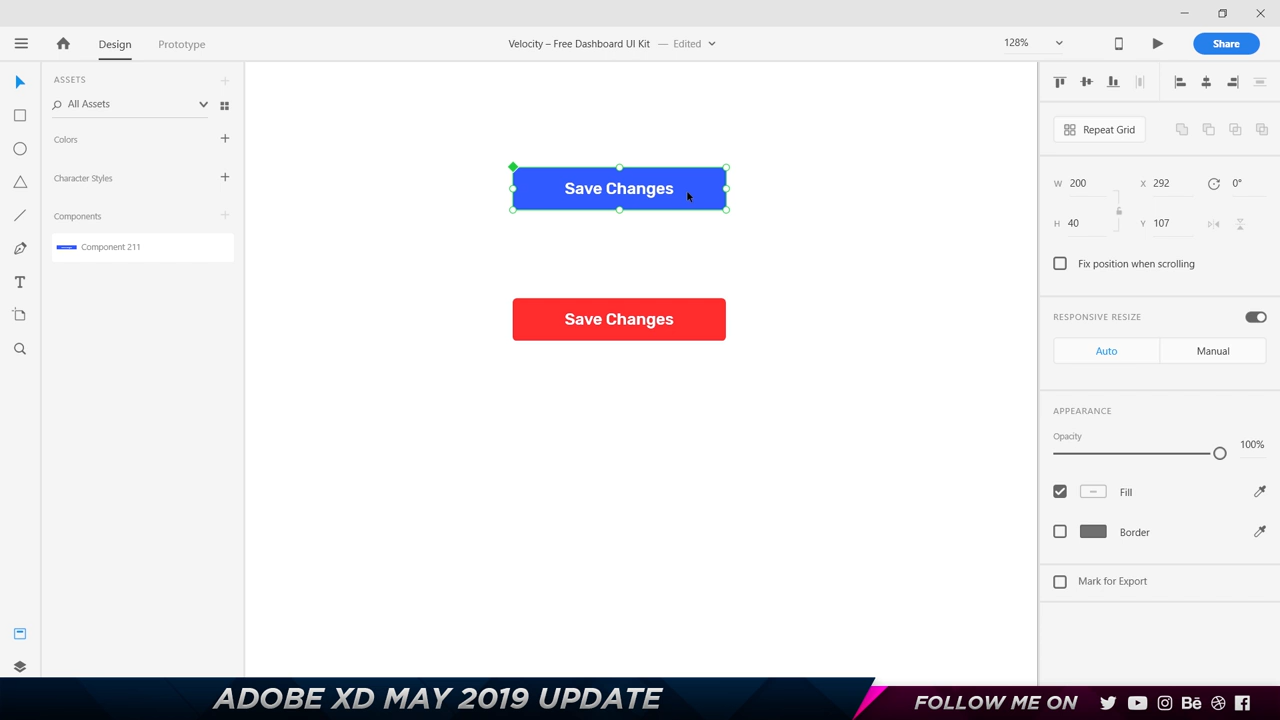 Design
Prototype
Velocity – Free Dashboard UI Kit — Edited
128%
Share
ASSETS
All Assets
Colors
Character Styles
Components
Component 211
Save Changes
Save Changes
Repeat Grid
W 200
X 292
0°
H 40
Y 107
Fix position when scrolling
RESPONSIVE RESIZE
Auto
Manual
APPEARANCE
Opacity
100%
Fill
Border
Mark for Export
ADOBE XD MAY 2019 UPDATE
FOLLOW ME ON